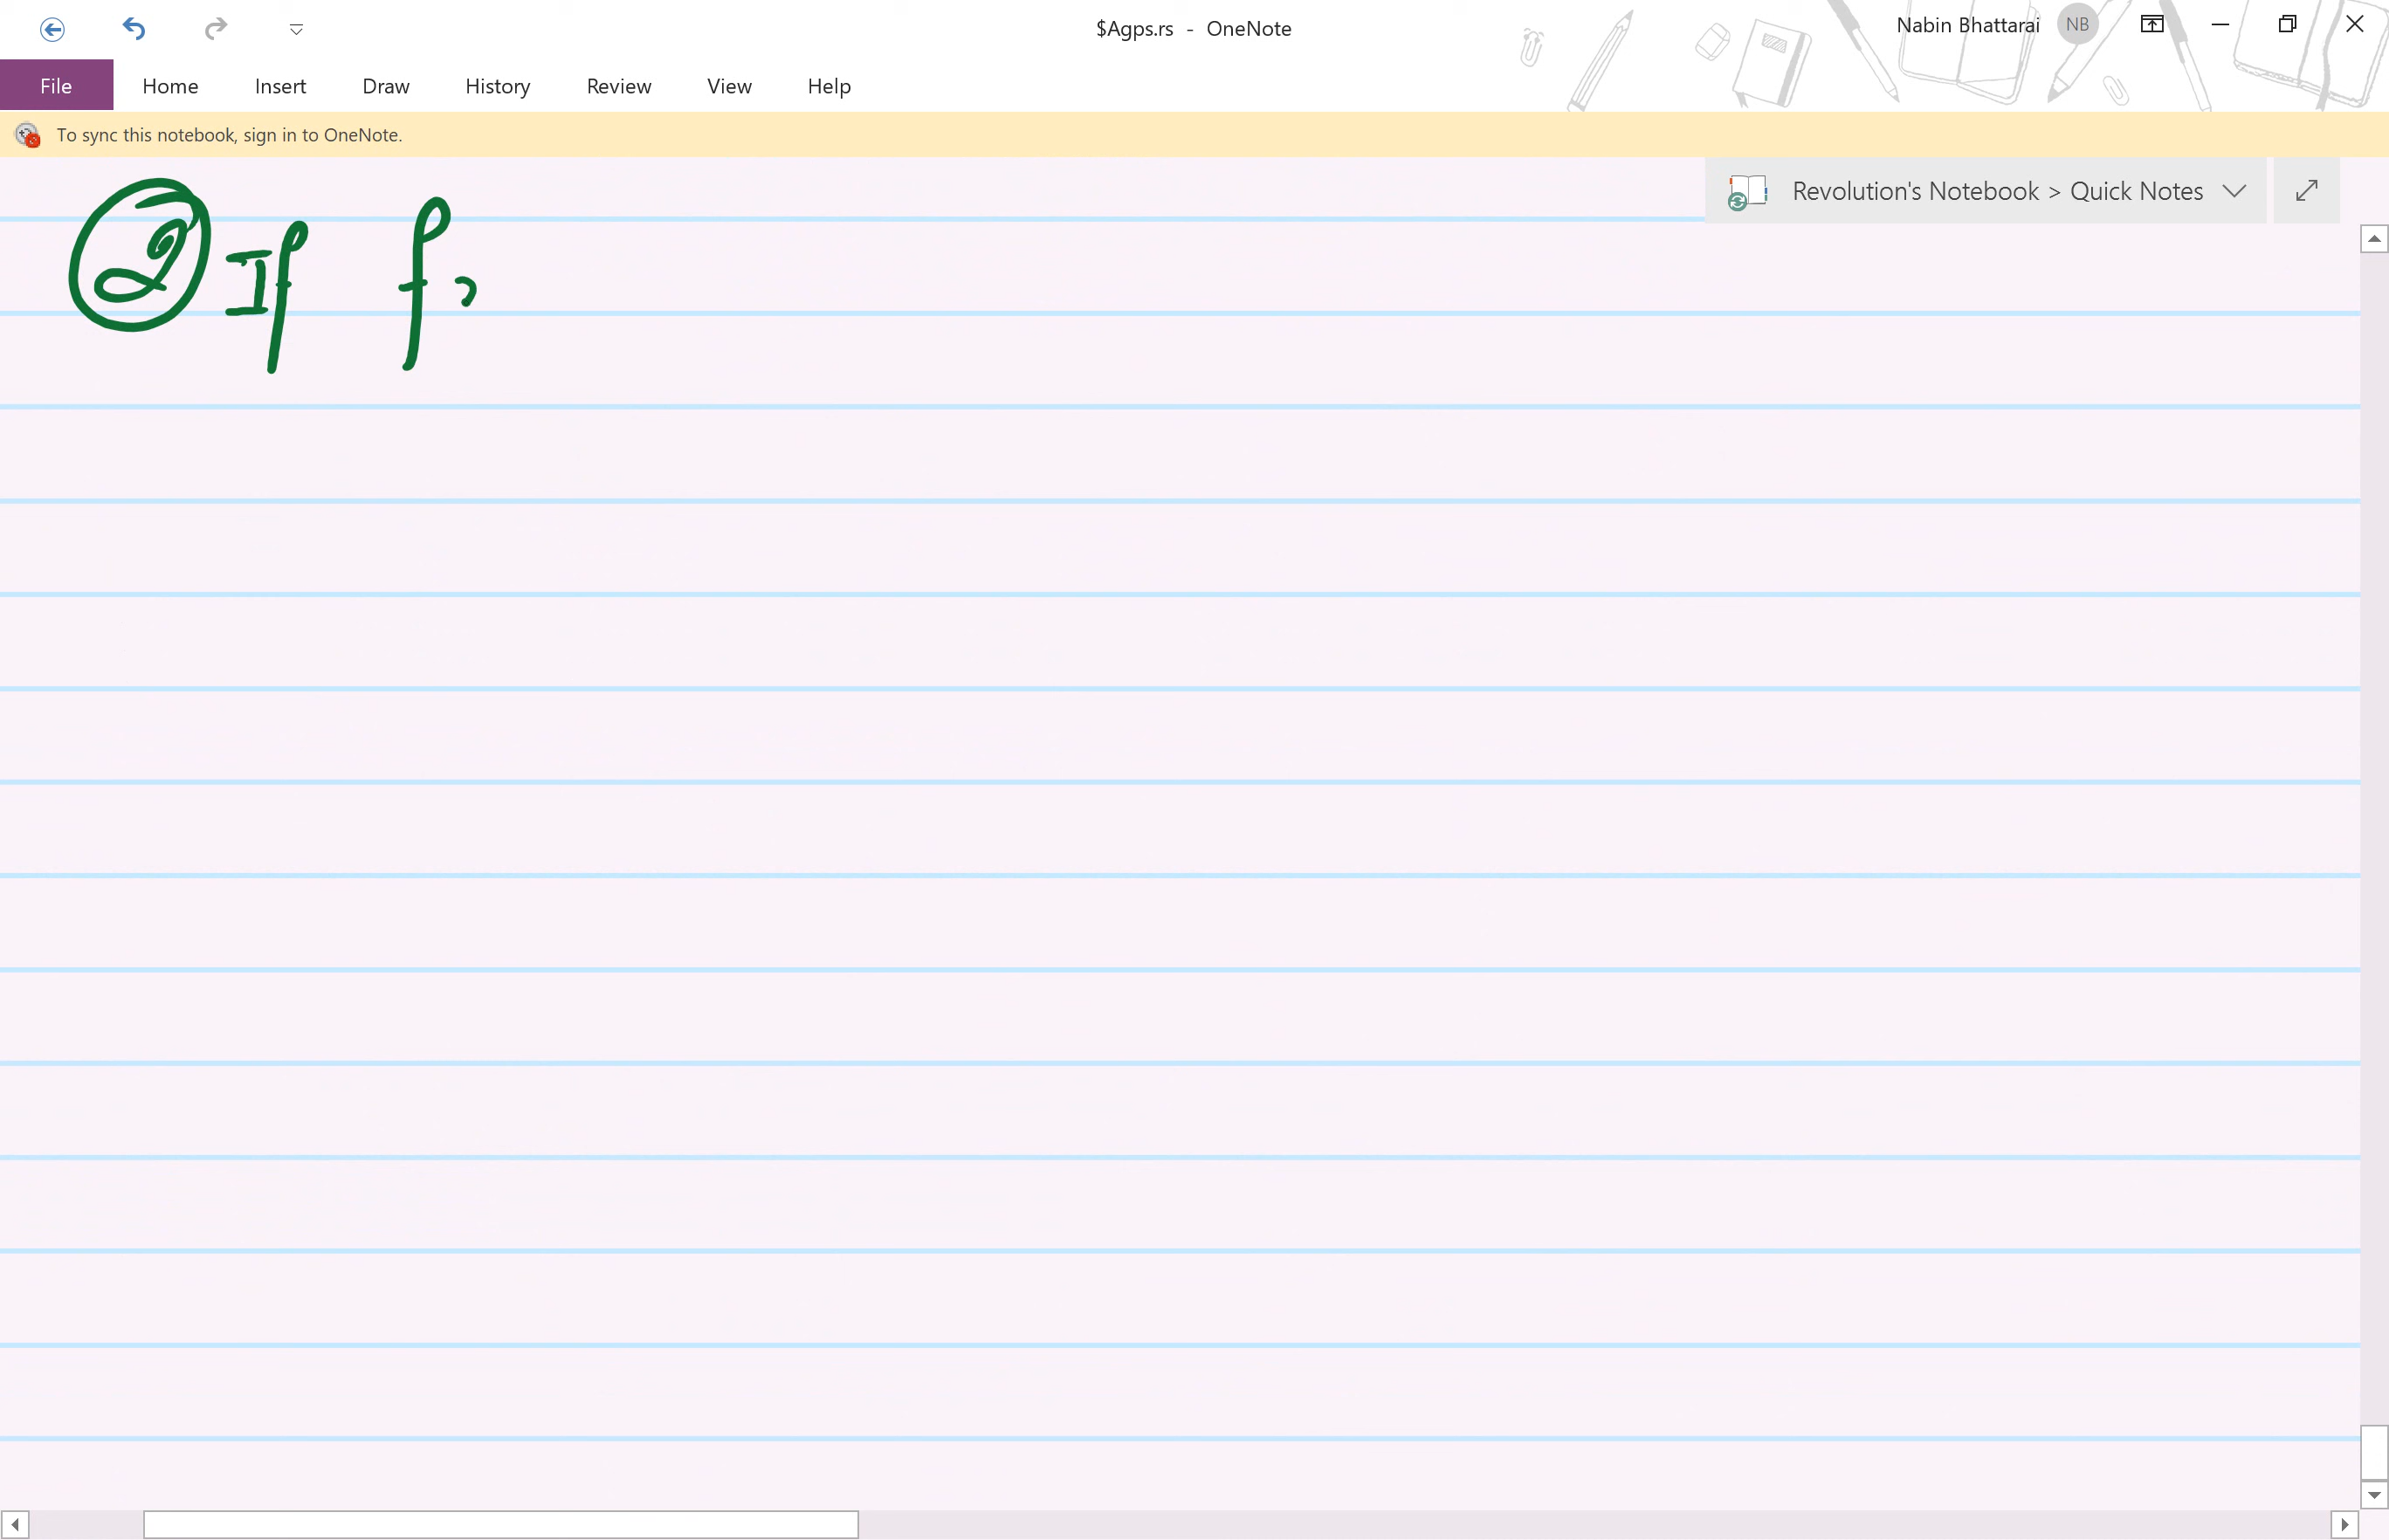 $Agps.rs - OneNote
Nabin Bhattarai NB
File Home Insert Draw History Review View Help
To sync this notebook, sign in to OneNote.
Revolution's Notebook > Quick Notes
2 If f,